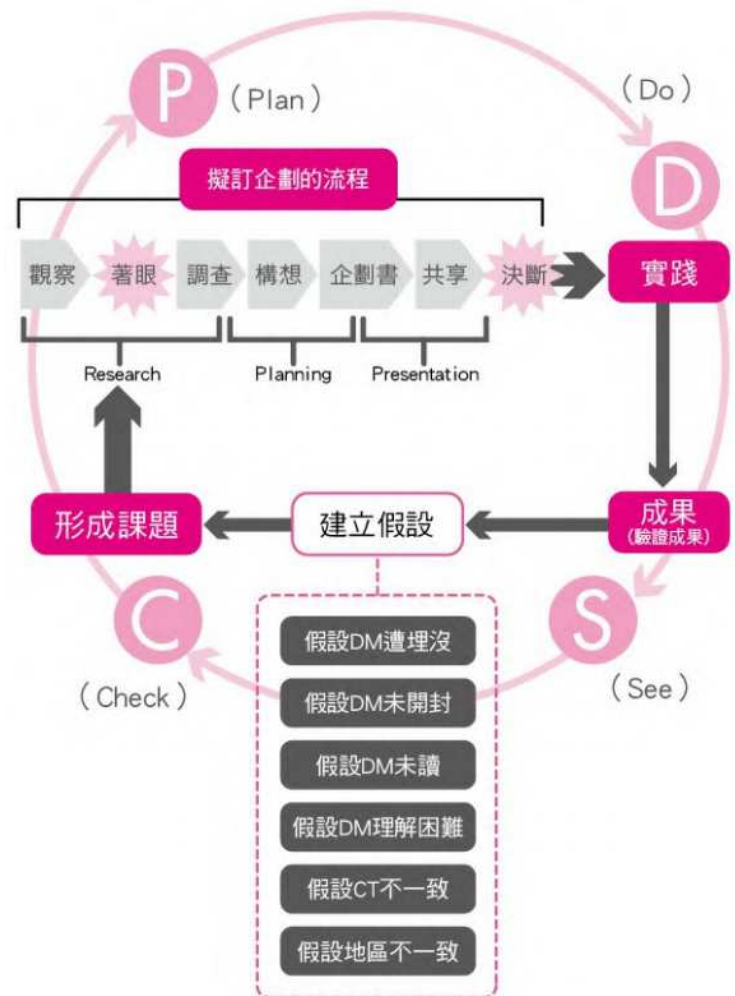 P
（Plan）
（Do）
D
擬訂企劃的流程
觀察
著眼
調查
構想
企劃書
共享
決斷
實踐
Research
Planning
Presentation
形成課題
建立假設
成果
(驗證成果)
C
（Check）
S
（See）
假設DM遭埋沒
假設DM未開封
假設DM未讀
假設DM理解困難
假設CT不一致
假設地區不一致